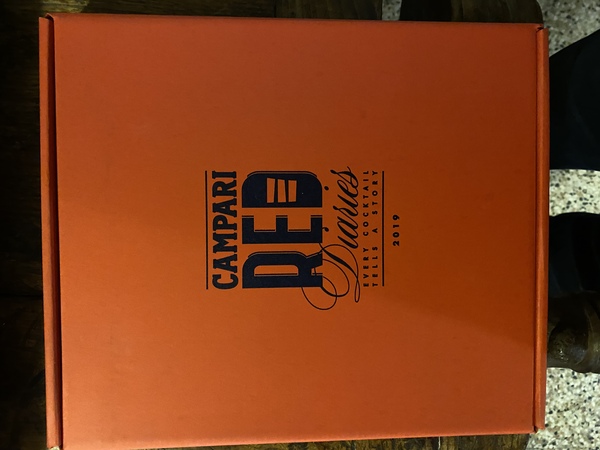 CAMPARI
RED
Diaries
EVERY COCKTAIL
TELLS A STORY
2019